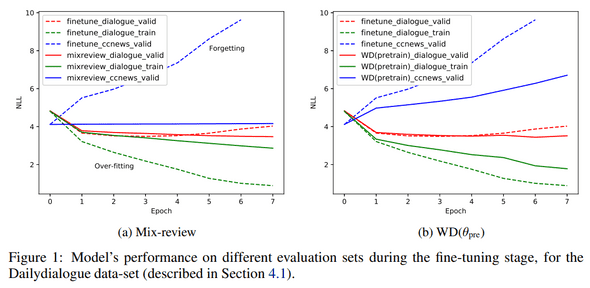 10
8
6
4
2
NLL
finetune_dialogue_valid
finetune_dialogue_train
finetune_ccnews_valid
mixreview_dialogue_valid
mixreview_dialogue_train
mixreview_ccnews_valid
Forgetting
Over-fitting
0 1 2 3 4 5 6 7
Epoch
(a) Mix-review
10
8
6
4
2
NLL
finetune_dialogue_valid
finetune_dialogue_train
finetune_ccnews_valid
WD(pretrain)_dialogue_valid
WD(pretrain)_dialogue_train
WD(pretrain)_ccnews_valid
0 1 2 3 4 5 6 7
Epoch
(b) WD(θpre)
Figure 1: Model's performance on different evaluation sets during the fine-tuning stage, for the
Dailydialogue data-set (described in Section 4.1).